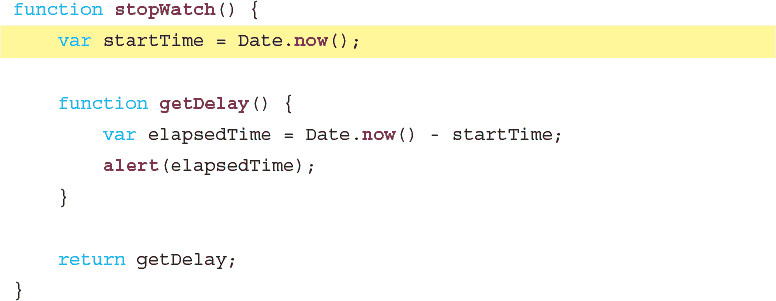 function stopWatch() {
    var startTime = Date.now();

    function getDelay() {
        var elapsedTime = Date.now() - startTime;
        alert(elapsedTime);
    }

    return getDelay;
}